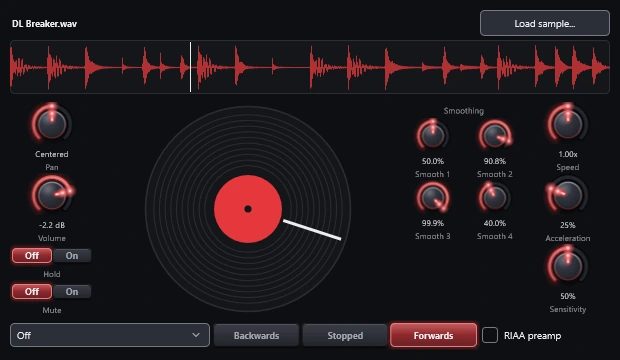 DL Breaker.wav
Load sample...
Centered
Pan
-2.2 dB
Volume
Off On
Hold
Off On
Mute
Smoothing
50.0%
Smooth 1
90.8%
Smooth 2
99.9%
Smooth 3
40.0%
Smooth 4
1.00x
Speed
25%
Acceleration
50%
Sensitivity
Off
Backwards
Stopped
Forwards
RIAA preamp